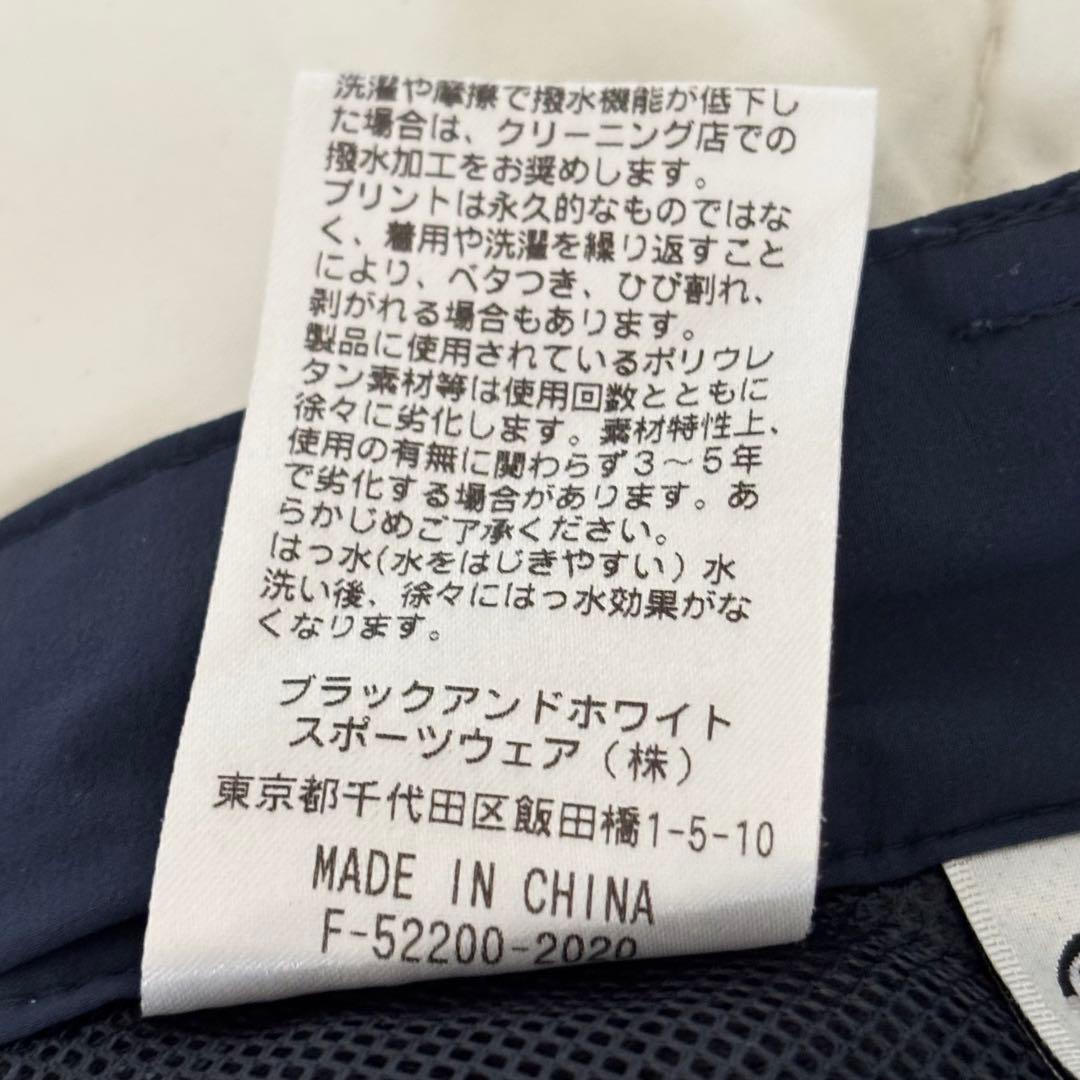 洗濯や摩擦で撥水機能が低下し
た場合は、クリーニング店での
撥水加工をお奨めします。
プリントは永久的なものではな
く、着用や洗濯を繰り返すこと
により、ベタつき、ひび割れ、
剥がれる場合もあります。
製品に使用されているポリウレ
タン素材等は使用回数とともに
徐々に劣化します。素材特性上、
使用の有無に関わらず3～5年
で劣化する場合があります。あ
らかじめご了承ください。
はっ水(水をはじきやすい)水
洗い後、徐々にはっ水効果がな
くなります。
ブラックアンドホワイト
スポーツウェア(株)
東京都千代田区飯田橋1-5-10
MADE IN CHINA
F-52200-2020